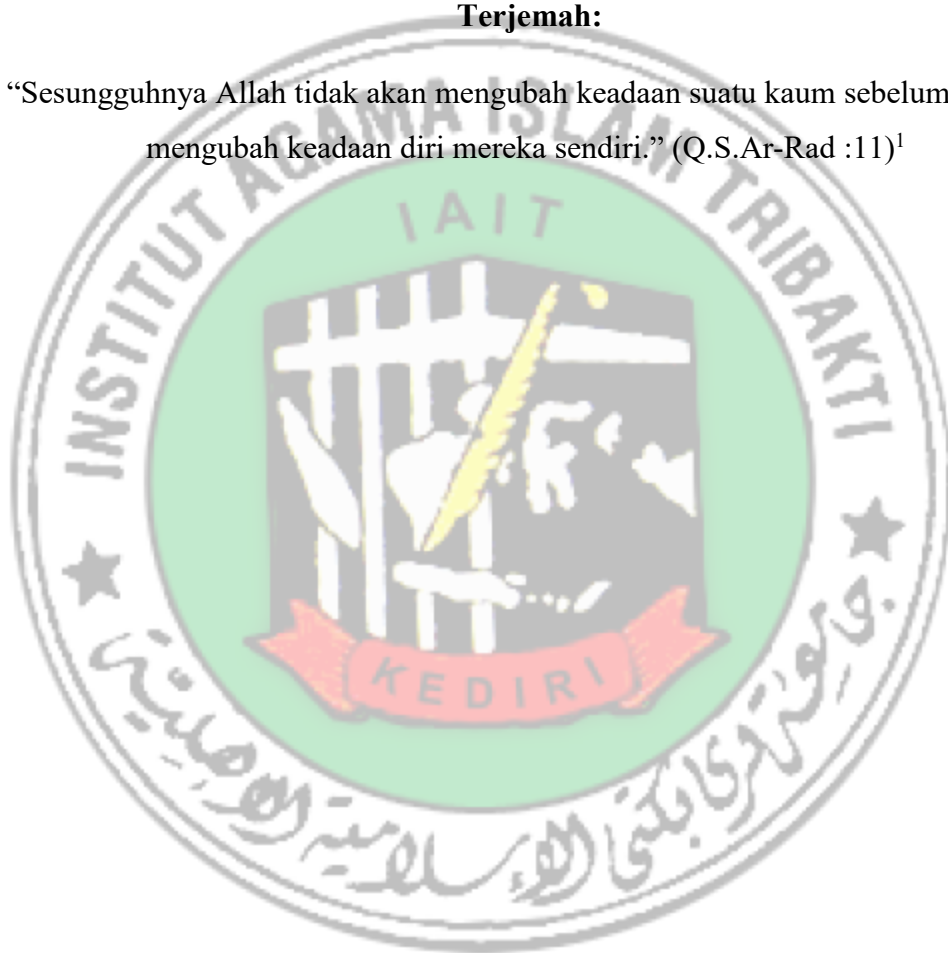 Terjemah:
“Sesungguhnya Allah tidak akan mengubah keadaan suatu kaum sebelum
mengubah keadaan diri mereka sendiri.” (Q.S.Ar-Rad :11)¹
INSTITUT AGAMA ISLAM TRIBAKTI
IAIT
KEDIRI